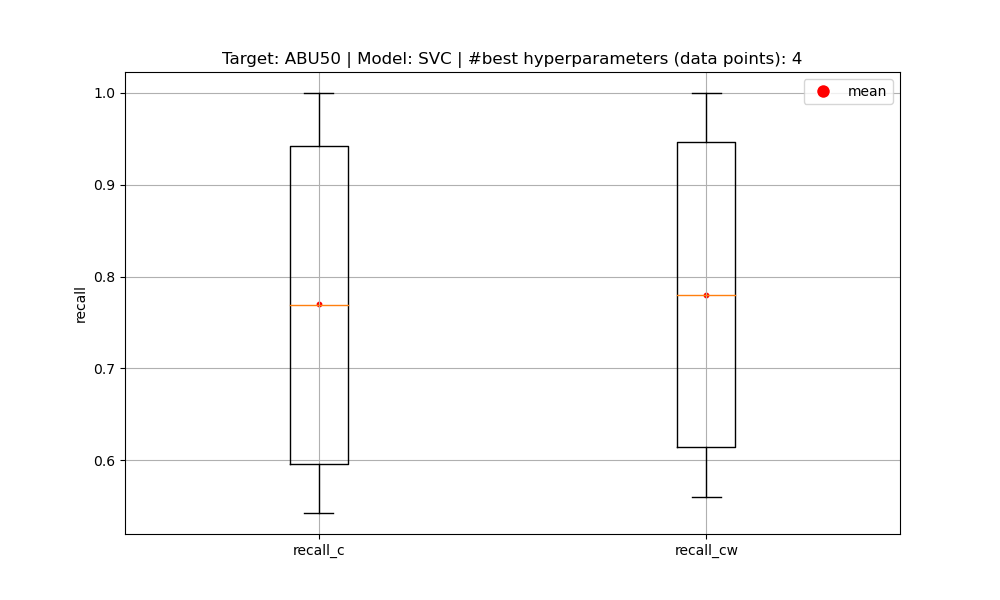 Target: ABU50 | Model: SVC | #best hyperparameters (data points): 4
mean
1.0
0.9
0.8
0.7
0.6
recall
recall_c
recall_cw